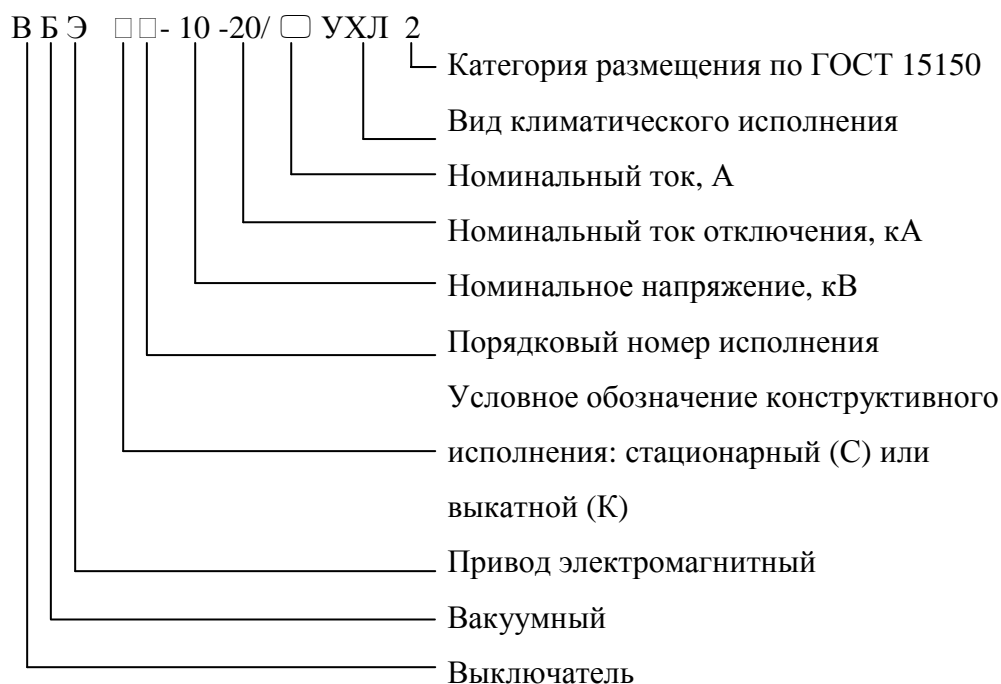 В Б Э □□- 10 -20/ ▢ УХЛ 2
Категория размещения по ГОСТ 15150
Вид климатического исполнения
Номинальный ток, А
Номинальный ток отключения, кА
Номинальное напряжение, кВ
Порядковый номер исполнения
Условное обозначение конструктивного
исполнения: стационарный (С) или
выкатной (К)
Привод электромагнитный
Вакуумный
Выключатель